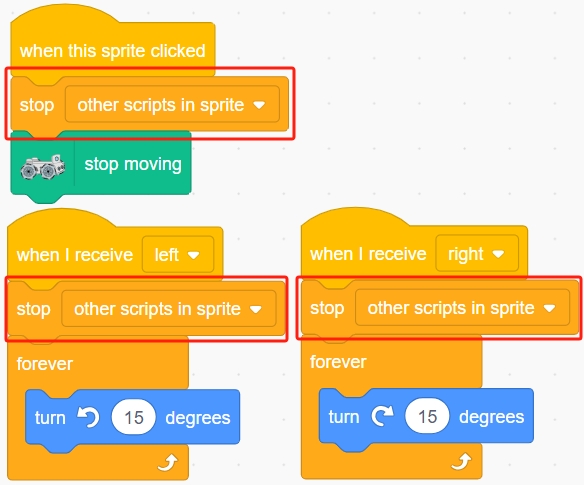 when this sprite clicked
stop other scripts in sprite
stop moving
when I receive left
stop other scripts in sprite
forever
turn 15 degrees
when I receive right
stop other scripts in sprite
forever
turn 15 degrees